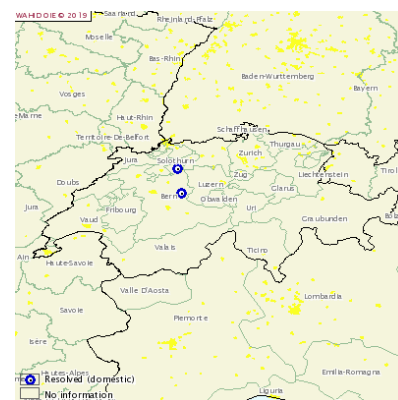 WAHID OIE © 2019
Saarland
Rheinland-Pfalz
Moselle
Bas-Rhin
Baden-Wurttemberg
Vosges
Bayern
Haut-Rhin
Territoire-De-Belfort
Schaffhausen
Thurgau
Jura
Solothurn
Zurich
Doubs
Luzern
Zug
Liechtenstein
Tirol
Bern
Obwalden
Glarus
Jura
Fribourg
Vaud
Uri
Graubunden
Ain
Haute-Savoie
Valais
Ticino
Valle D'Aosta
Lombardia
Savoie
Piemonte
Isère
Hautes-Alpes
Emilia-Romagna
Liguria
Resolved (domestic)
No information